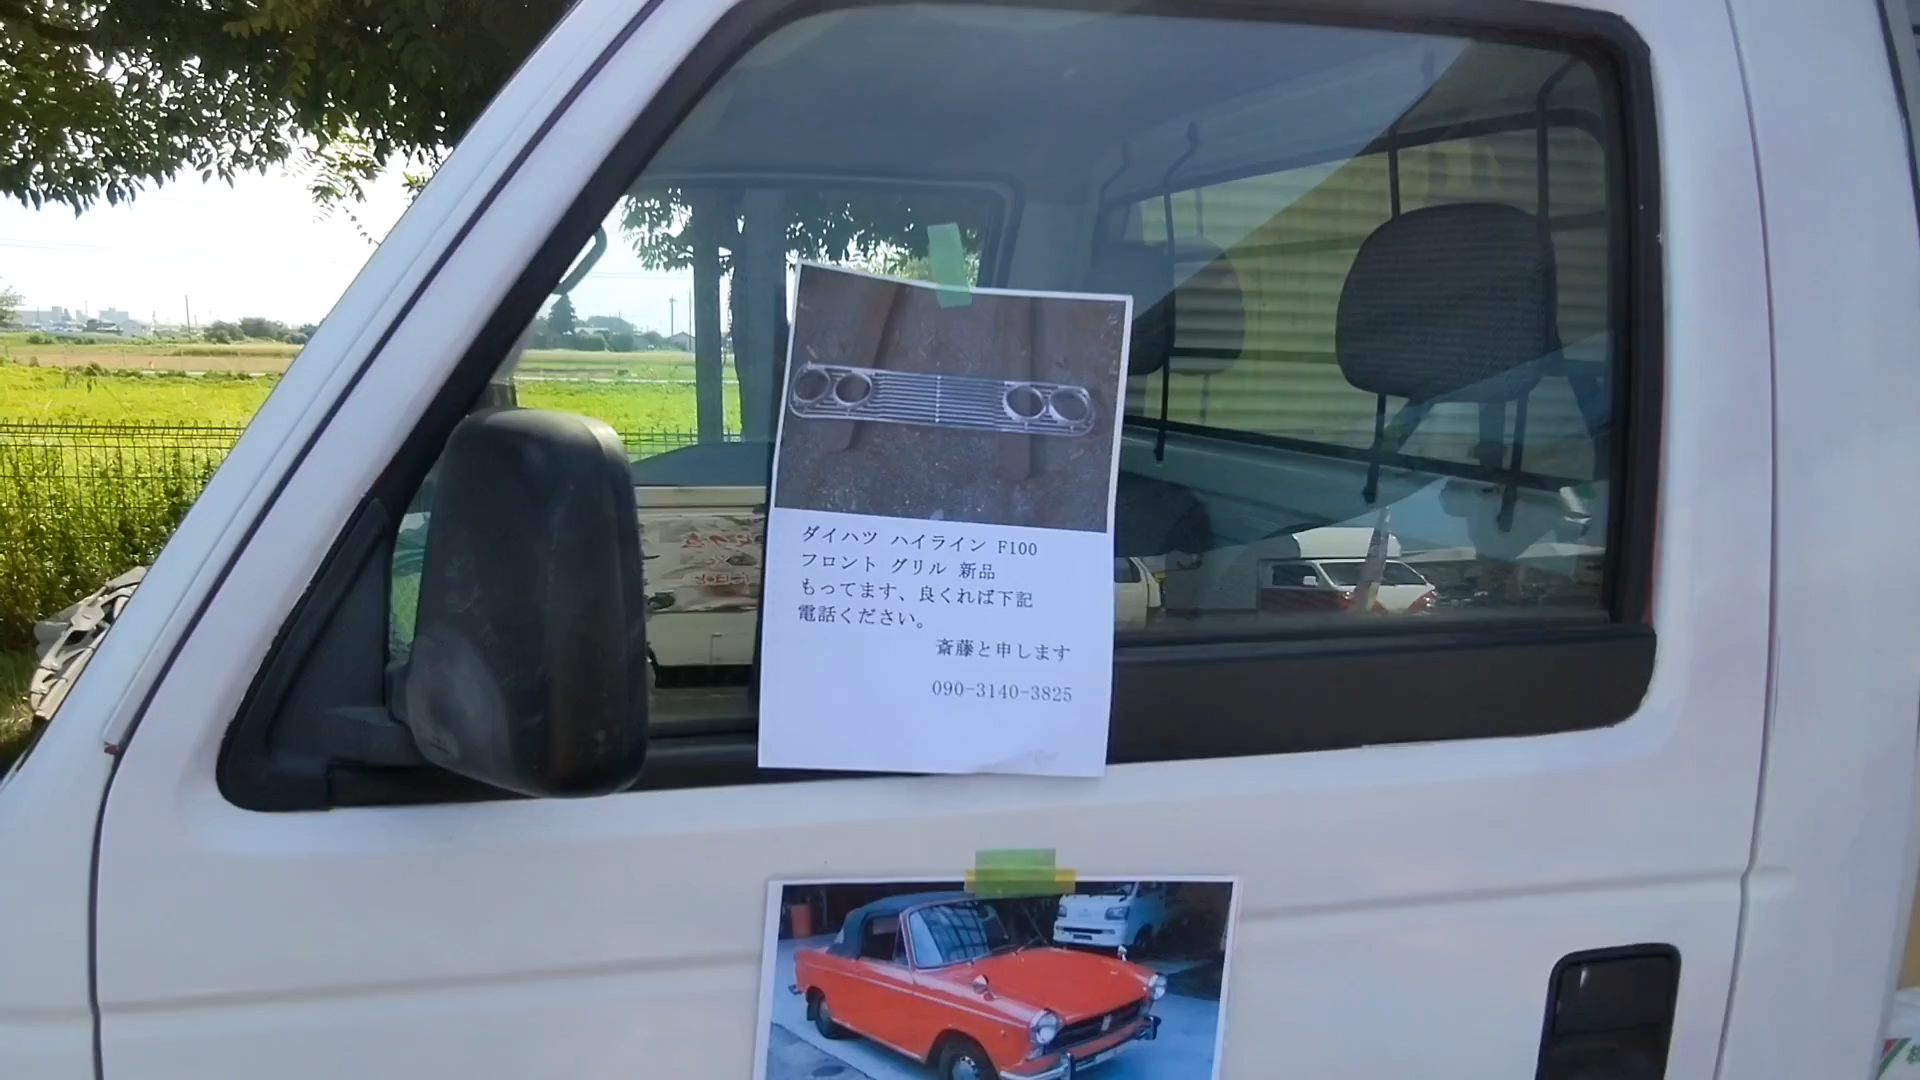 ダイハツ ハイライン F100
フロント グリル 新品
もってます、良くれば下記
電話ください。
斎藤と申します
090-3140-3825